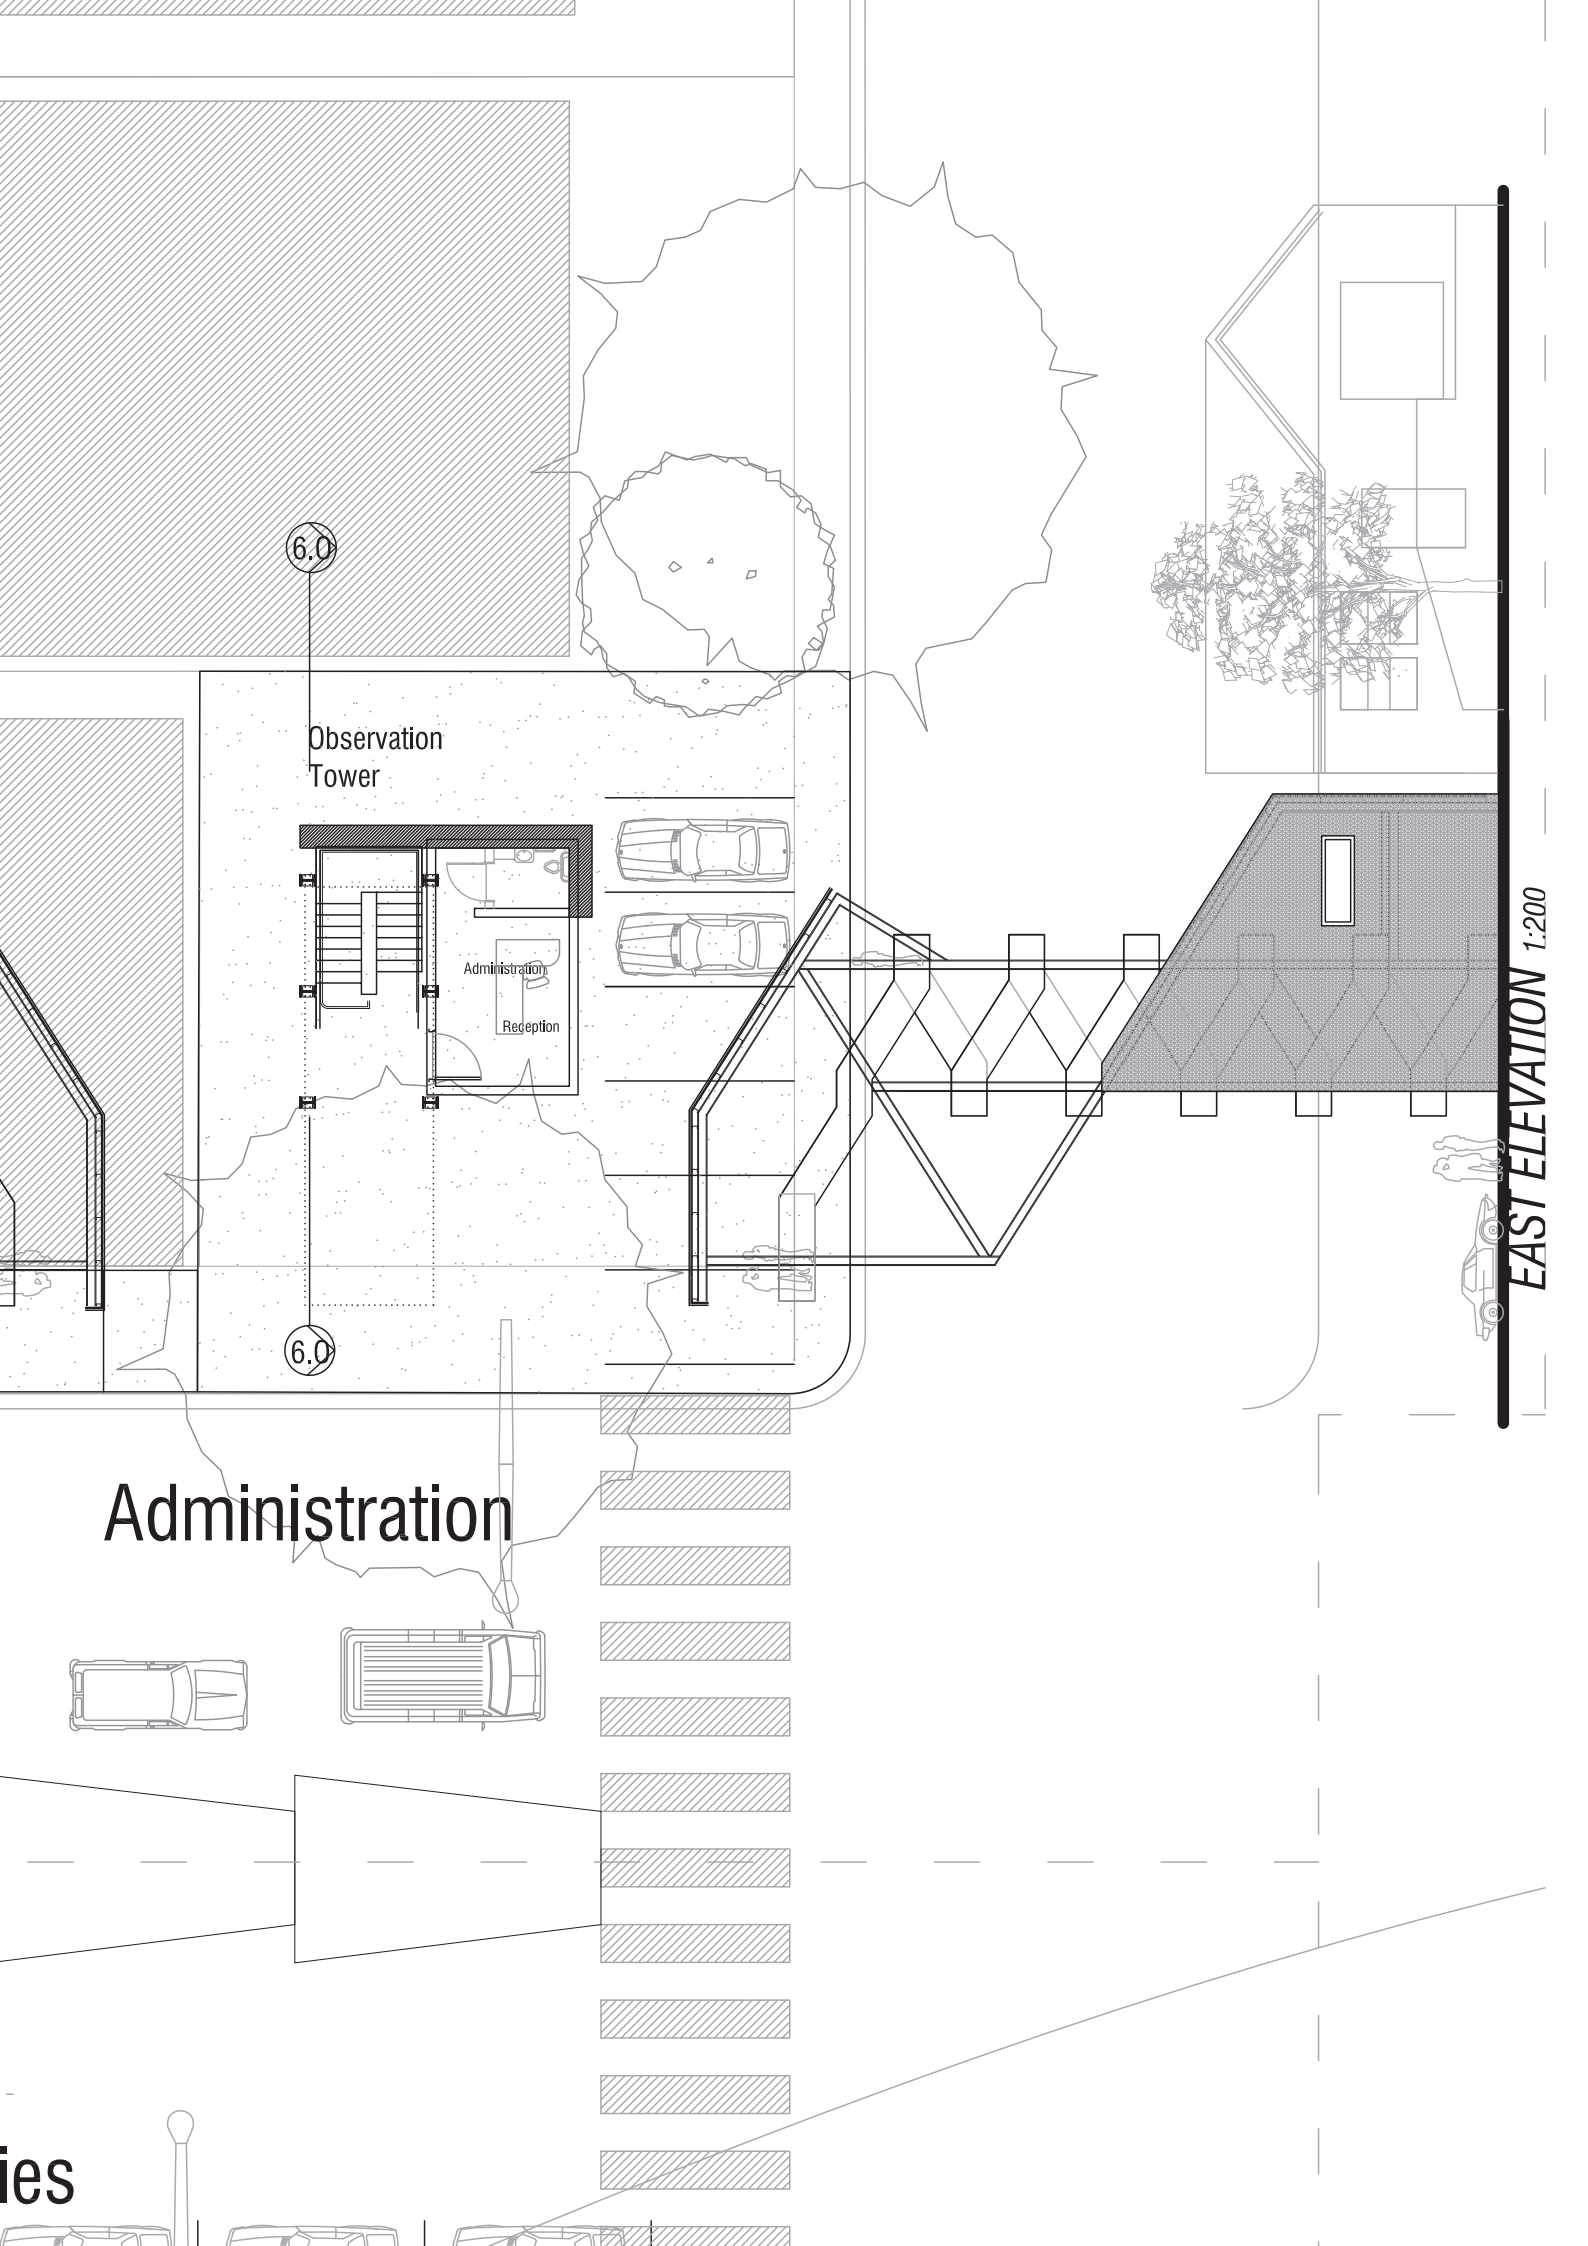 6.0
Observation
Tower
Administration
Reception
EAST ELEVATION 1:200
6.0
Administration
ies